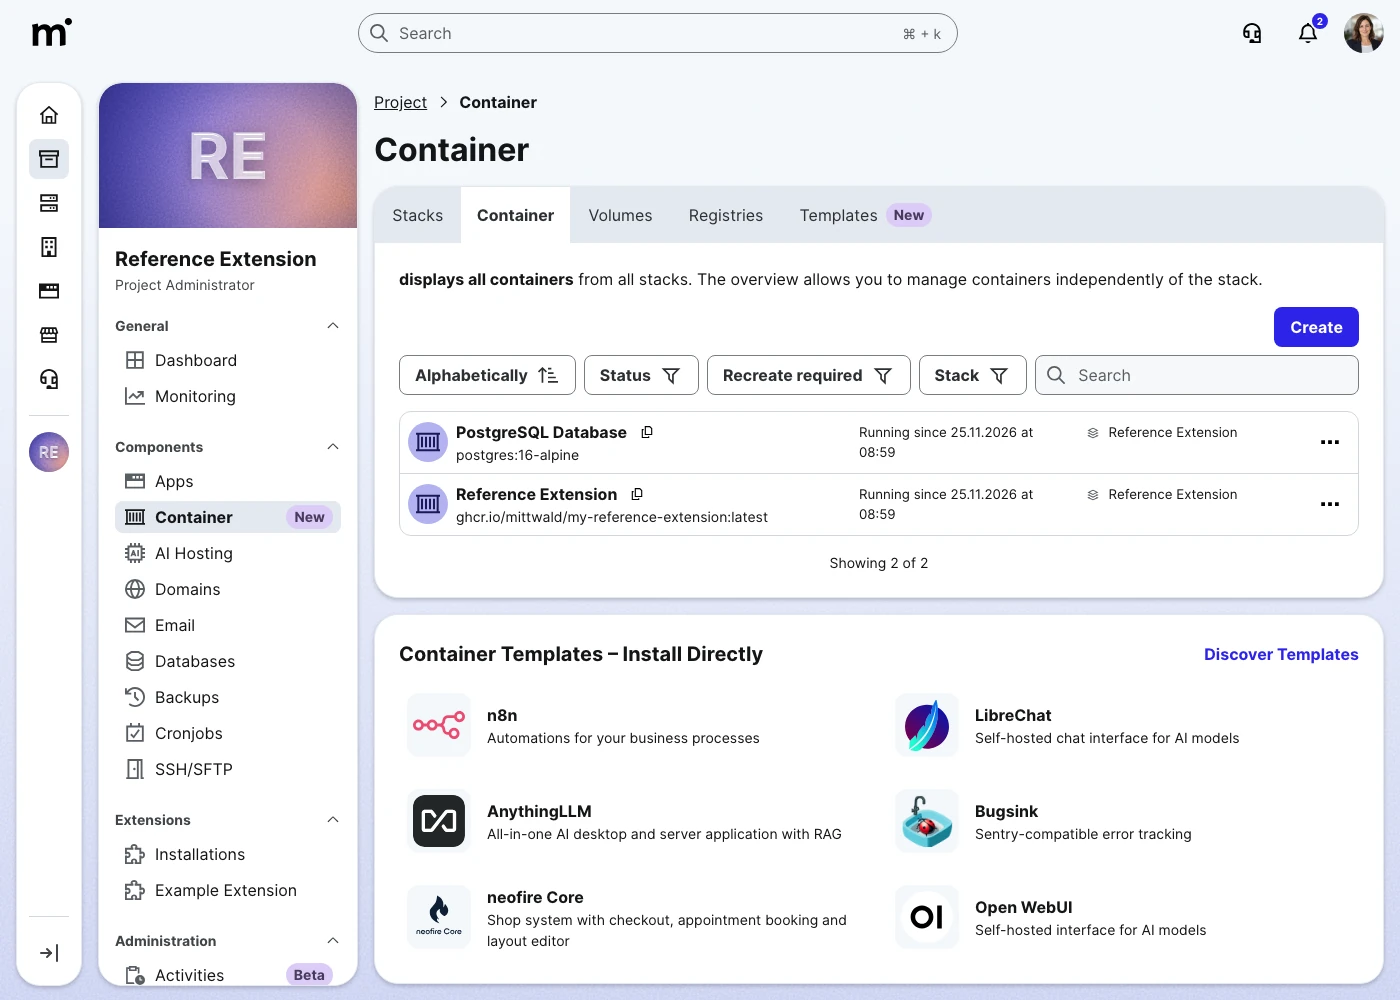 m
Search
⌘ + k
2
RE
RE
Reference Extension
Project Administrator
General
Dashboard
Monitoring
Components
Apps
Container New
AI Hosting
Domains
Email
Databases
Backups
Cronjobs
SSH/SFTP
Extensions
Installations
Example Extension
Administration
Activities Beta
Project > Container
Container
Stacks Container Volumes Registries Templates New
displays all containers from all stacks. The overview allows you to manage containers independently of the stack.
Create
Alphabetically Status Recreate required Stack Search
PostgreSQL Database
postgres:16-alpine
Running since 25.11.2026 at
08:59
Reference Extension
Reference Extension
ghcr.io/mittwald/my-reference-extension:latest
Running since 25.11.2026 at
08:59
Reference Extension
Showing 2 of 2
Container Templates – Install Directly
Discover Templates
n8n
Automations for your business processes
LibreChat
Self-hosted chat interface for AI models
AnythingLLM
All-in-one AI desktop and server application with RAG
Bugsink
Sentry-compatible error tracking
neofire Core
neofire Core
Shop system with checkout, appointment booking and
layout editor
OI
Open WebUI
Self-hosted interface for AI models